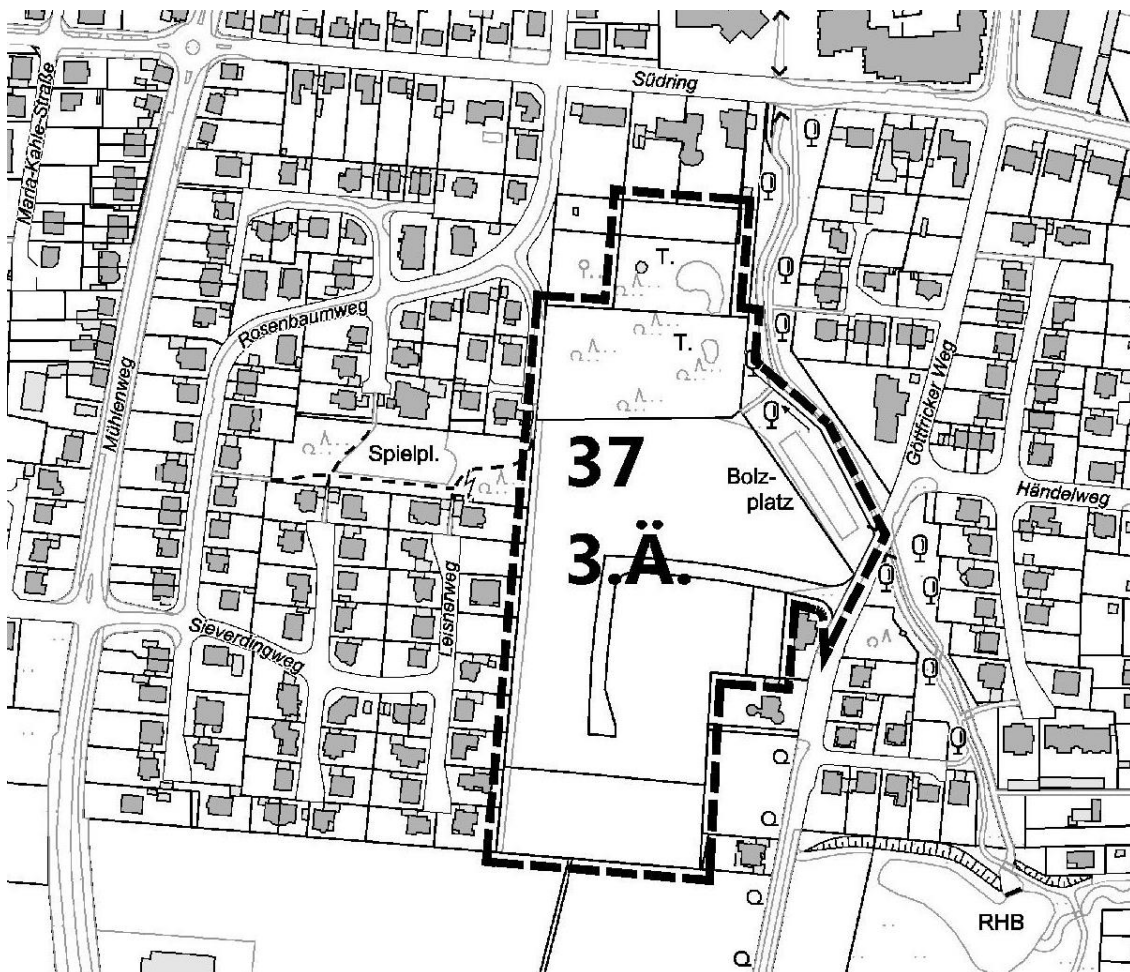 Südring
Maria-Kahle-Straße
T.
Rosenbaumweg
T.
Mühlenweg
Göttfricker Weg
37
Spielpl.
Bolz-
platz
Händelweg
3.Ä.
Leisnerweg
Sieverdingweg
RHB